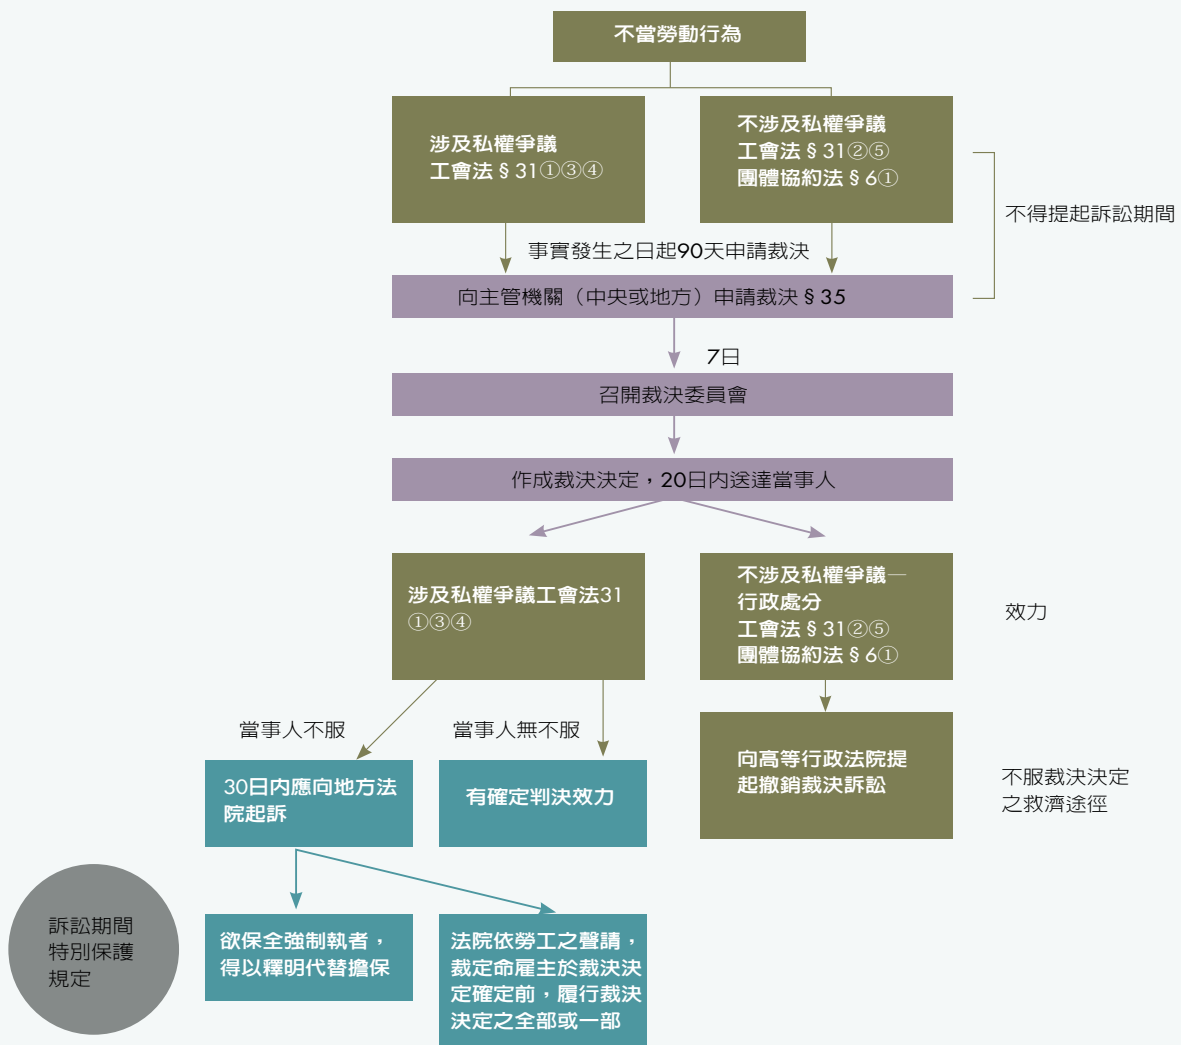 不當勞動行為
涉及私權爭議
工會法§31①③④
不涉及私權爭議
工會法§31②⑤
團體協約法§6①
不得提起訴訟期間
事實發生之日起90天申請裁決
向主管機關（中央或地方）申請裁決§35
7日
召開裁決委員會
作成裁決決定，20日內送達當事人
涉及私權爭議工會法31
①③④
不涉及私權爭議—
行政處分
工會法§31②⑤
團體協約法§6①
效力
當事人不服
當事人無不服
30日內應向地方法
院起訴
有確定判決效力
向高等行政法院提
起撤銷裁決訴訟
不服裁決決定
之救濟途徑
訴訟期間
特別保護
規定
欲保全強制執者，
得以釋明代替擔保
法院依勞工之聲請，
裁定命雇主於裁決決
定確定前，履行裁決
決定之全部或一部